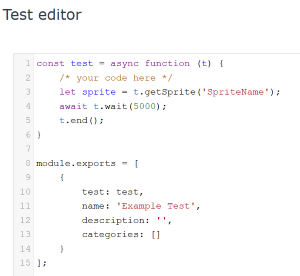 Test editor
1 const test = async function (t) {
2 /* your code here */
3 let sprite = t.getSprite('SpriteName');
4 await t.wait(5000);
5 t.end();
6 }
7
8 module.exports = [
9 {
10 test: test,
11 name: 'Example Test',
12 description: '',
13 categories: []
14 }
15 ];